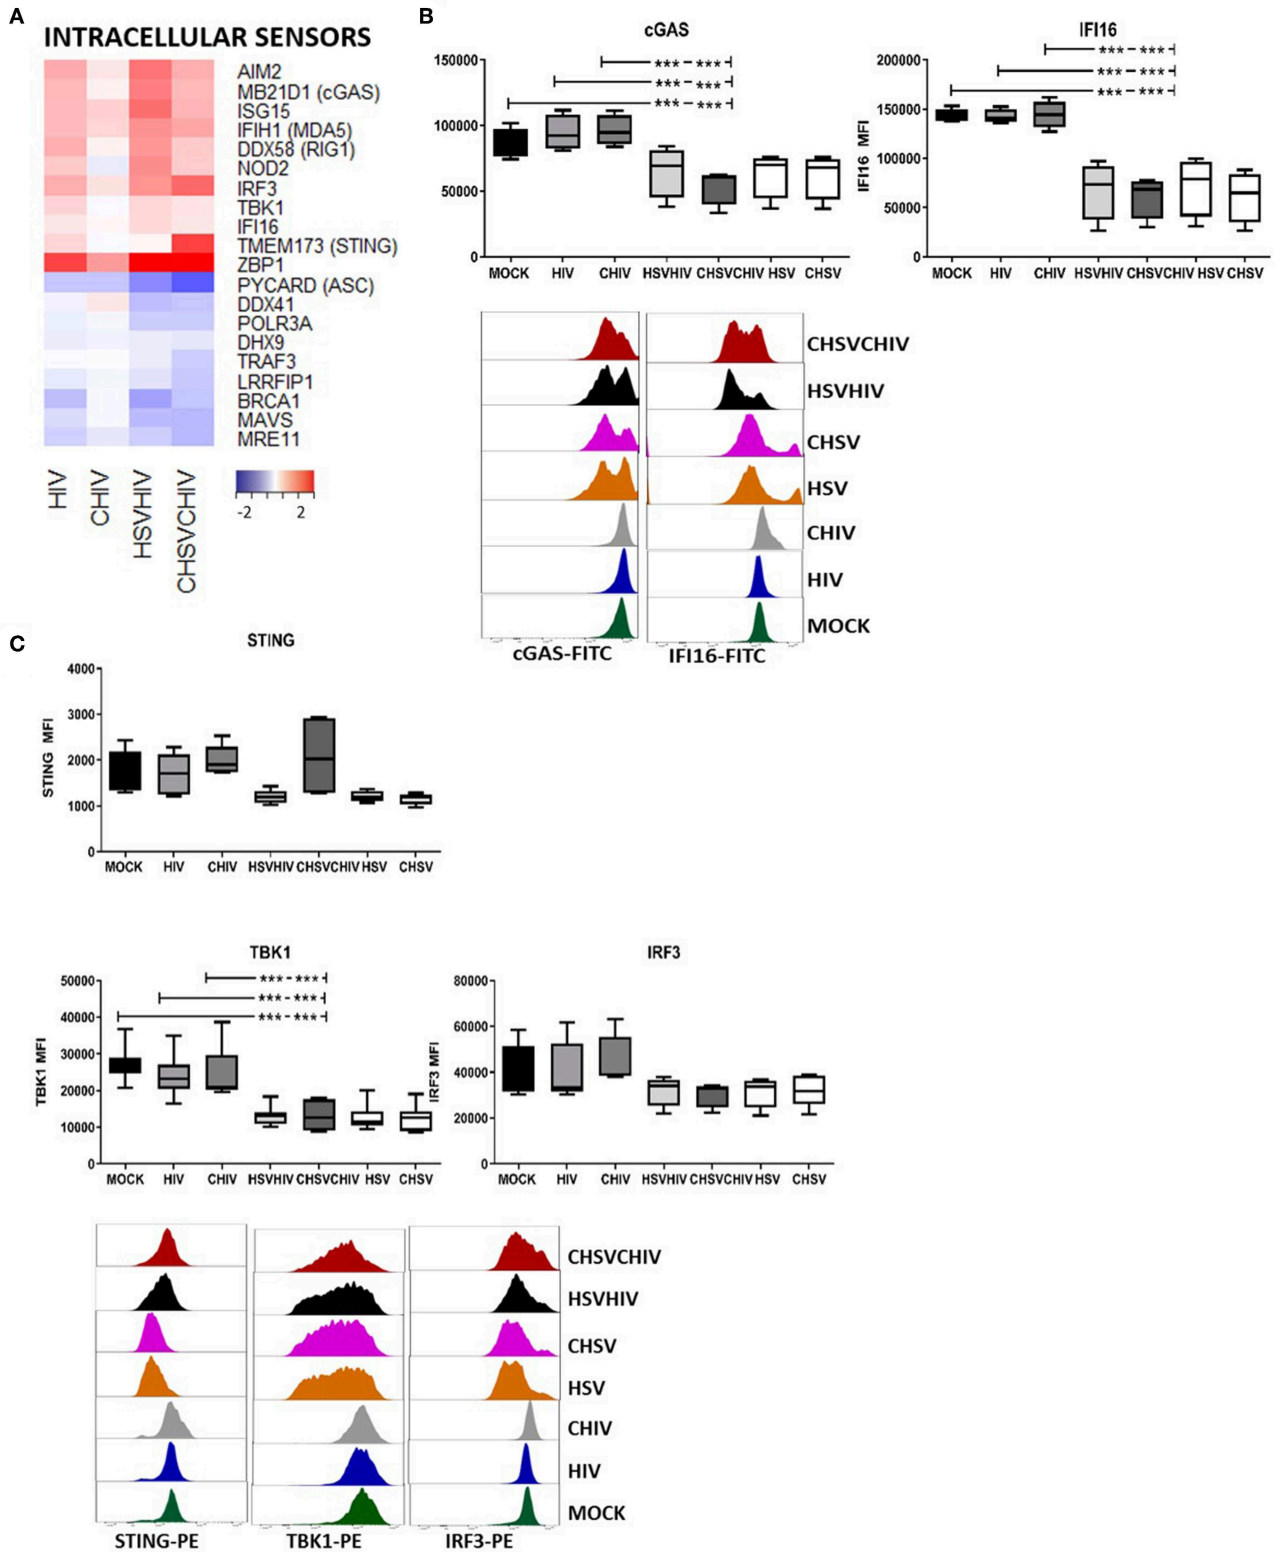 A
INTRACELLULAR SENSORS
AIM2
MB21D1 (cGAS)
ISG15
IFIH1 (MDA5)
DDX58 (RIG1)
NOD2
IRF3
TBK1
IFI16
TMEM173 (STING)
ZBP1
PYCARD (ASC)
DDX41
POLR3A
DHX9
TRAF3
LRRFIP1
BRCA1
MAVS
MRE11
HIV
CHIV
HSVHIV
CHSVCHIV
-2 2
B
cGAS
*** - ***
*** - ***
*** - ***
150000
100000
50000
0
MOCK HIV CHIV HSVHIV CHSVCHIV HSV CHSV
IFI16
*** - ***
*** - ***
*** - ***
IFI16 MFI
200000
150000
100000
50000
0
MOCK HIV CHIV HSVHIV CHSVCHIV HSV CHSV
CHSVCHIV
HSVHIV
CHSV
HSV
CHIV
HIV
MOCK
cGAS-FITC IFI16-FITC
C
STING
STING MFI
4000
3000
2000
1000
0
MOCK HIV CHIV HSVHIV CHSVCHIV HSV CHSV
TBK1
*** - ***
*** - ***
*** - ***
TBK1 MFI
50000
40000
30000
20000
10000
0
MOCK HIV CHIV HSVHIV CHSVCHIV HSV CHSV
IRF3
IRF3 MFI
80000
60000
40000
20000
0
MOCK HIV CHIV HSVHIV CHSVCHIV HSV CHSV
CHSVCHIV
HSVHIV
CHSV
HSV
CHIV
HIV
MOCK
STING-PE TBK1-PE IRF3-PE